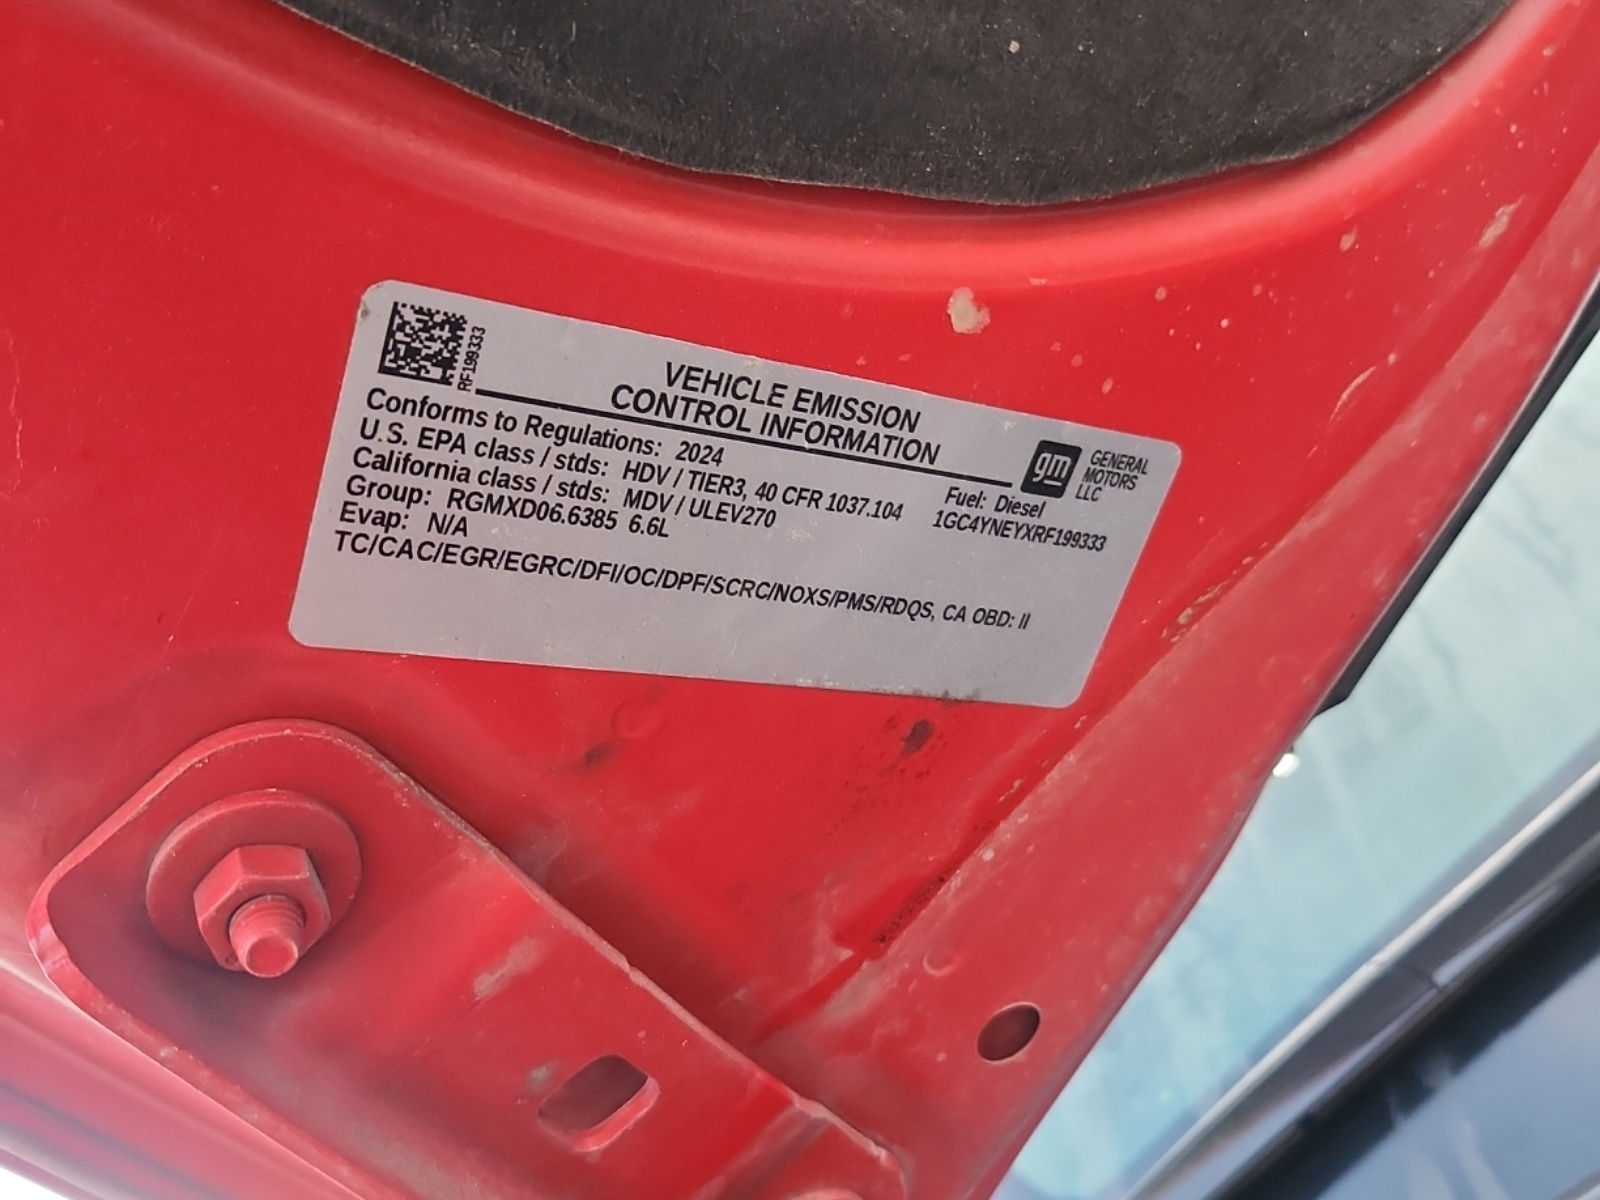 RF199333
VEHICLE EMISSION
CONTROL INFORMATION
gm
GENERAL
MOTORS
LLC
Conforms to Regulations: 2024
U.S. EPA class / stds: HDV / TIER3, 40 CFR 1037.104
California class / stds: MDV / ULEV270
Group: RGMXD06.6385 6.6L
Evap: N/A
Fuel: Diesel
1GC4YNEYXRF199333
TC/CAC/EGR/EGRC/DFI/OC/DPF/SCRC/NOXS/PMS/RDQS, CA OBD: II